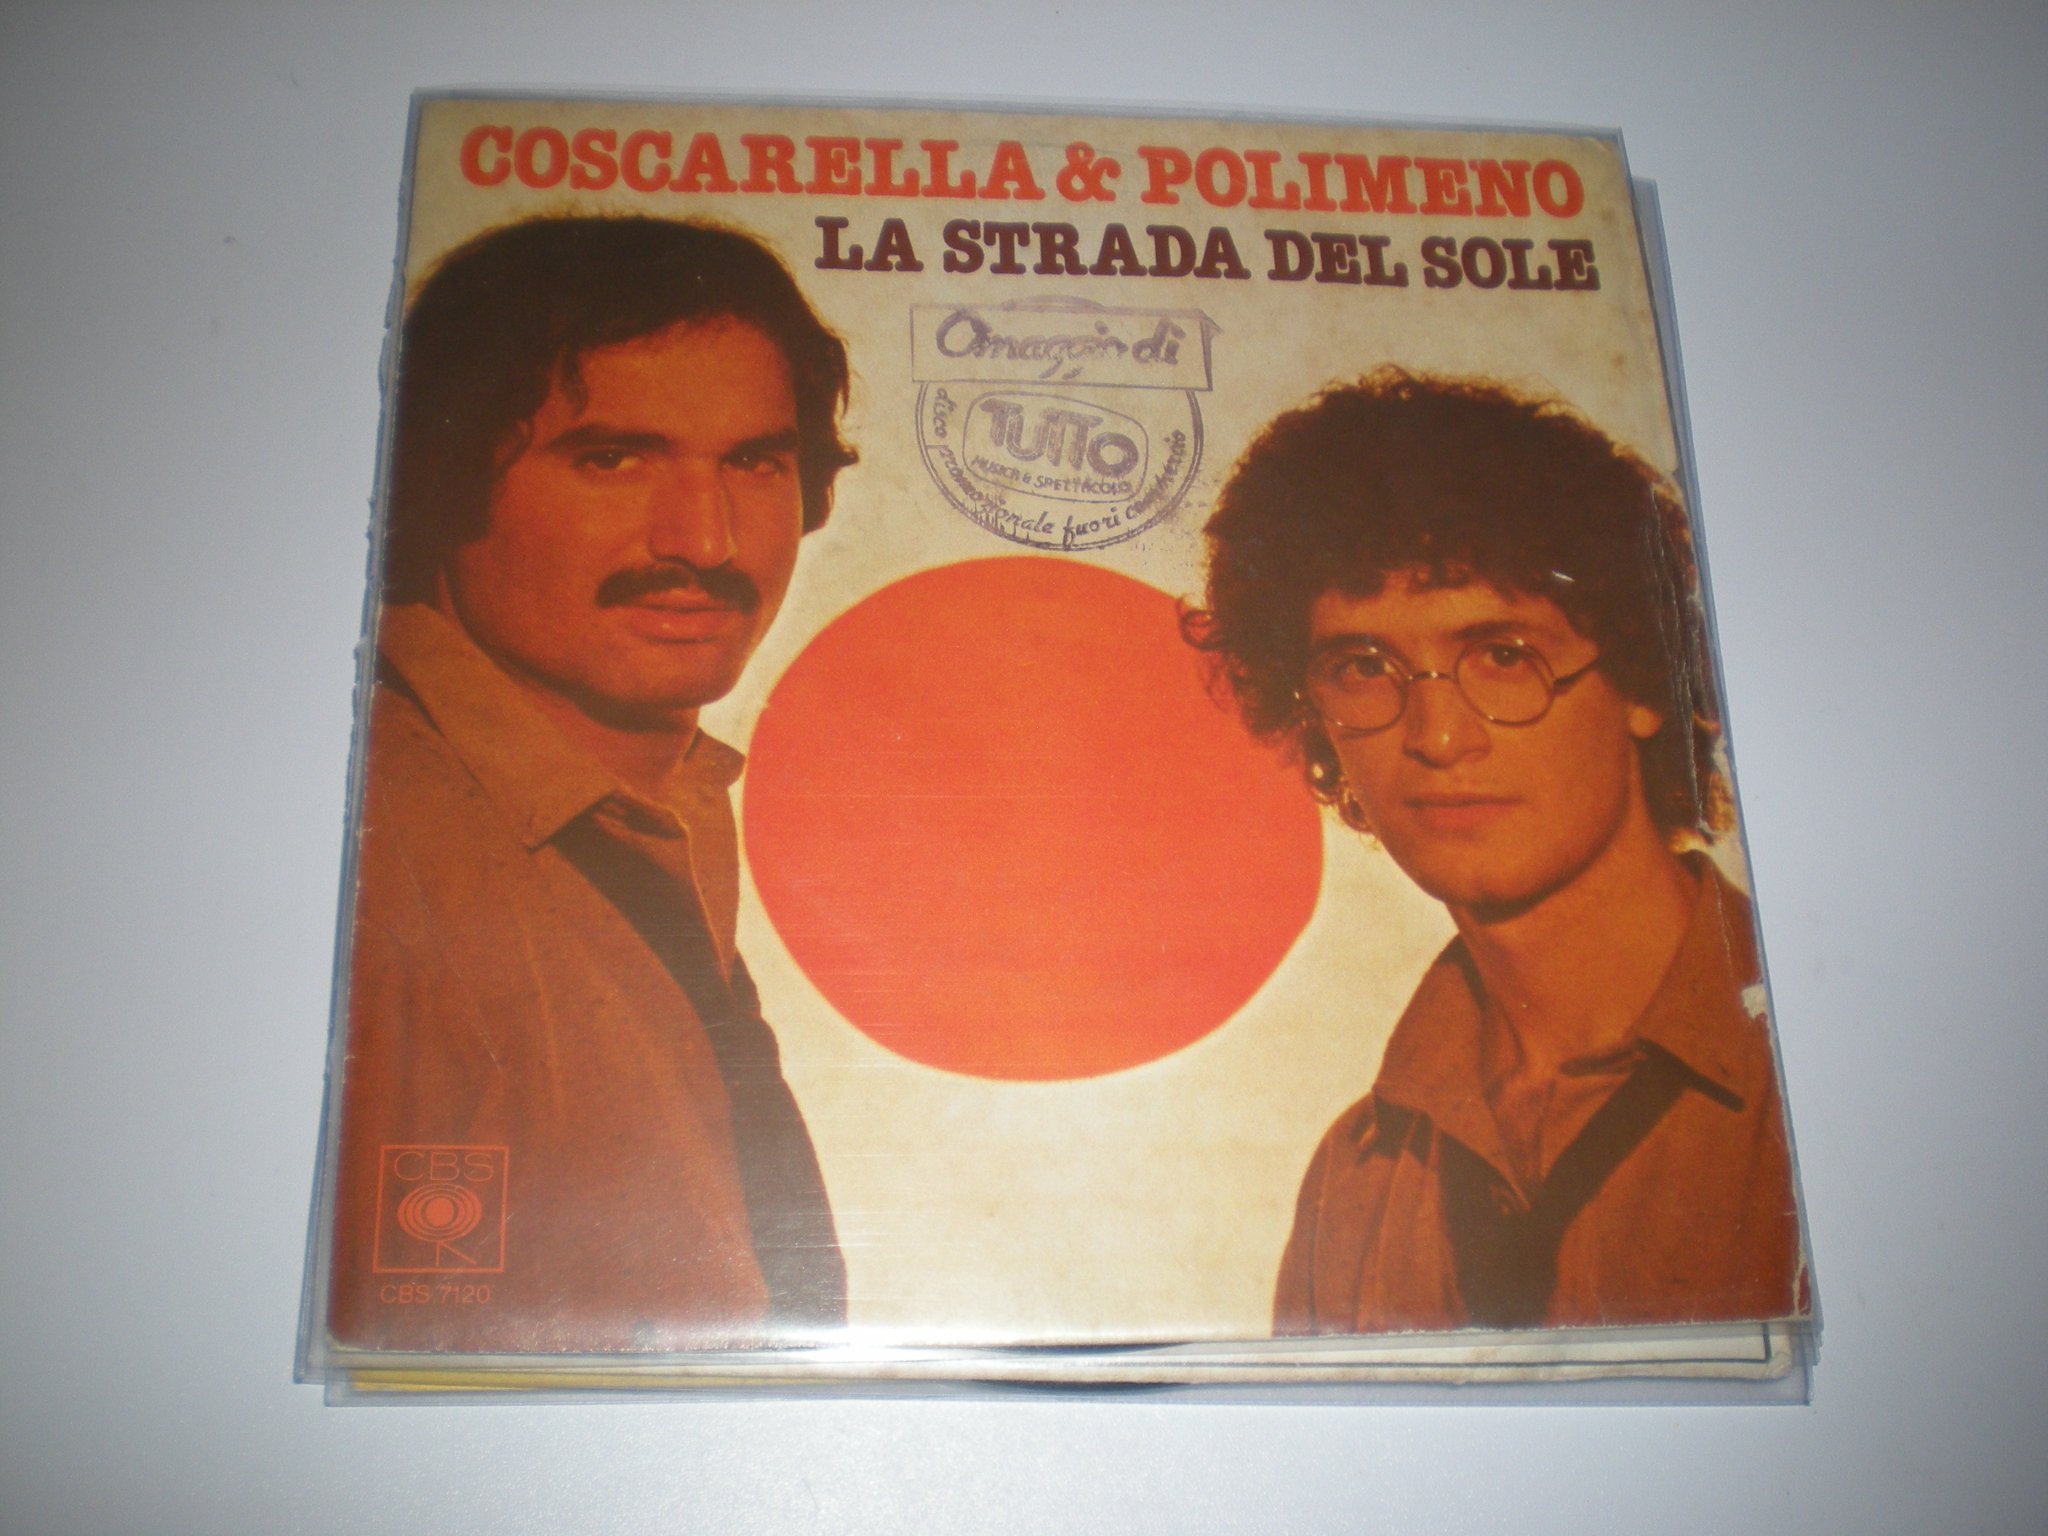 COSCARELLA & POLIMENO
LA STRADA DEL SOLE
Omaggio di
TUTTO
MUSICA & SPETTACOLO
disco promozionale fuori commercio
CBS
CBS 7120